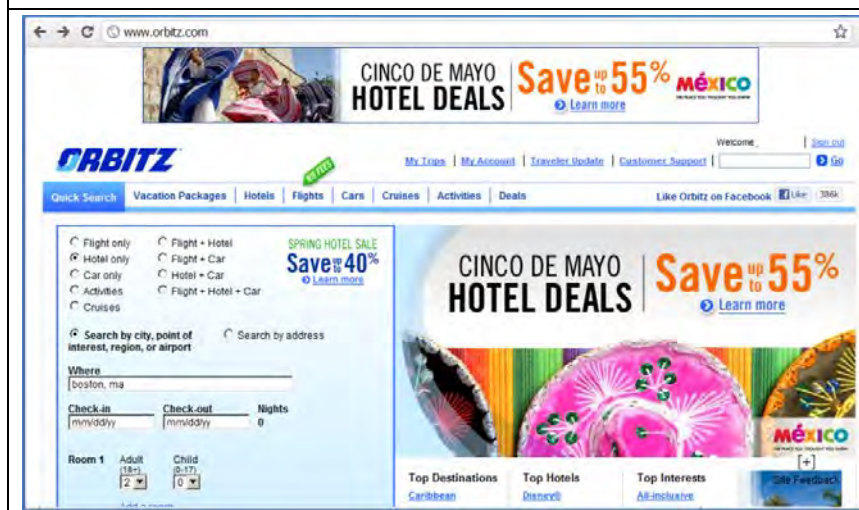 www.orbitz.com
CINCO DE MAYO
HOTEL DEALS
Save up to 55%
Learn more
MÉXICO
Welcome, Sign out
ORBITZ
NO FEES
My Trips | My Account | Traveler Update | Customer Support | Go
Quick Search Vacation Packages | Hotels | Flights | Cars | Cruises | Activities | Deals
Like Orbitz on Facebook Like 386k
Flight only Flight + Hotel
Hotel only Flight + Car
Car only Hotel + Car
Activities Flight + Hotel + Car
Cruises
SPRING HOTEL SALE
Save up to 40%
Learn more
Search by city, point of interest, region, or airport
Search by address
Where
boston, ma
Check-in Check-out Nights
mm/dd/yy mm/dd/yy 0
Room 1 Adult Child
(18+) (0-17)
2 0
Add a room
CINCO DE MAYO
HOTEL DEALS
Save up to 55%
Learn more
MÉXICO
[+]
Site Feedback
Top Destinations Top Hotels Top Interests
Caribbean Disney® All-inclusive